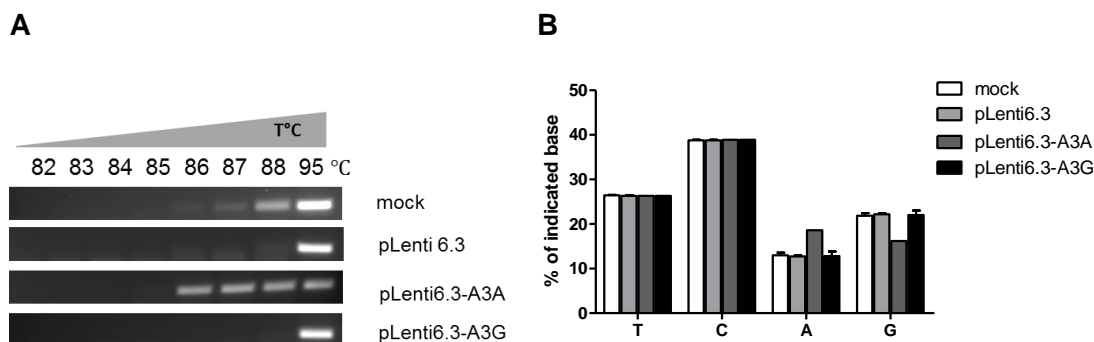 A
T°C
82 83 84 85 86 87 88 95 °C
mock
pLenti 6.3
pLenti6.3-A3A
pLenti6.3-A3G
B
% of indicated base
50
40
30
20
10
0
T C A G
mock
pLenti6.3
pLenti6.3-A3A
pLenti6.3-A3G